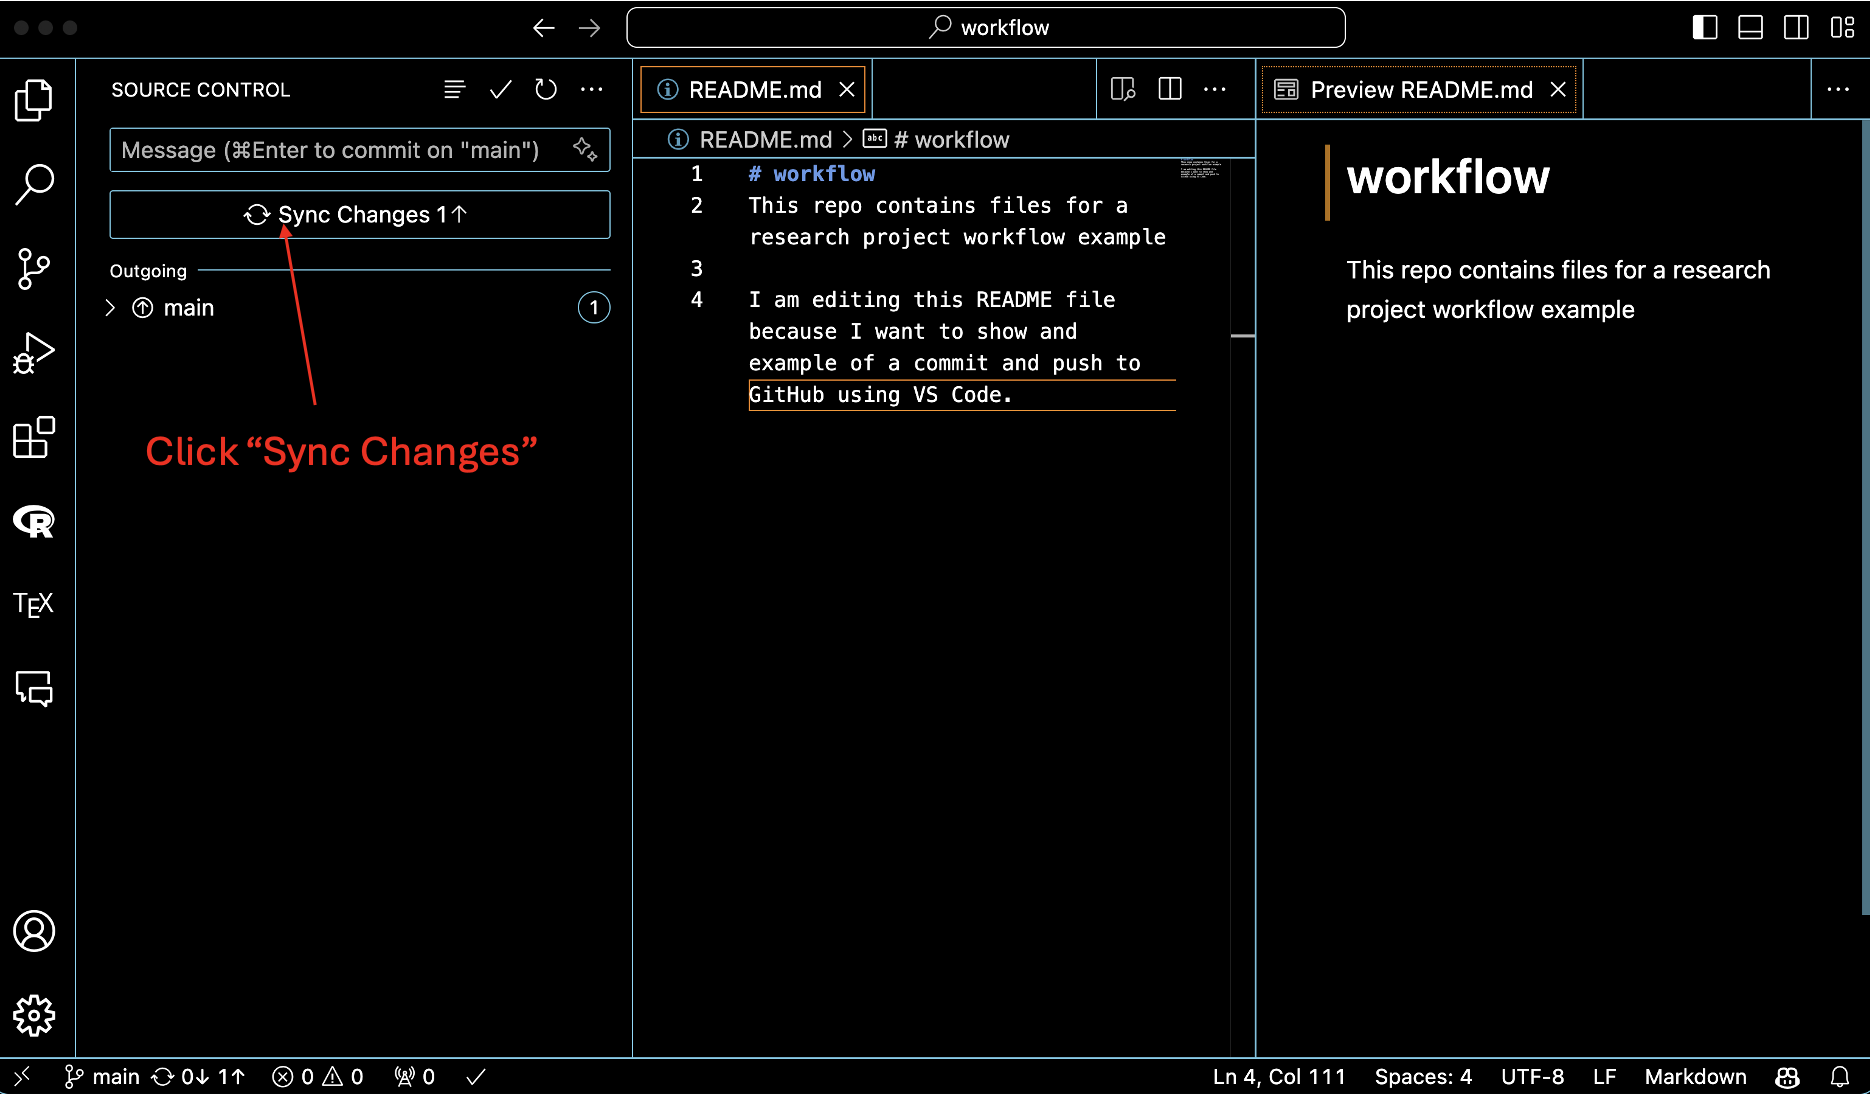 workflow
SOURCE CONTROL
Message (⌘Enter to commit on "main")
Sync Changes 1↑
Outgoing
main
1
Click “Sync Changes”
TEX
README.md
README.md > abc # workflow
1 # workflow
2 This repo contains files for a
research project workflow example
3
4 I am editing this README file
because I want to show and
example of a commit and push to
GitHub using VS Code.
Preview README.md
workflow
This repo contains files for a research
project workflow example
main 0↓ 1↑ 0 0 0
Ln 4, Col 111 Spaces: 4 UTF-8 LF Markdown